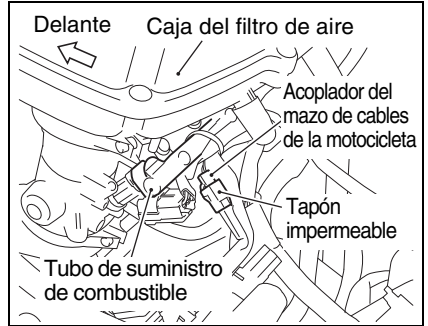 Delante
Caja del filtro de aire
Acoplador del
mazo de cables
de la motocicleta
Tapón
impermeable
Tubo de suministro
de combustible